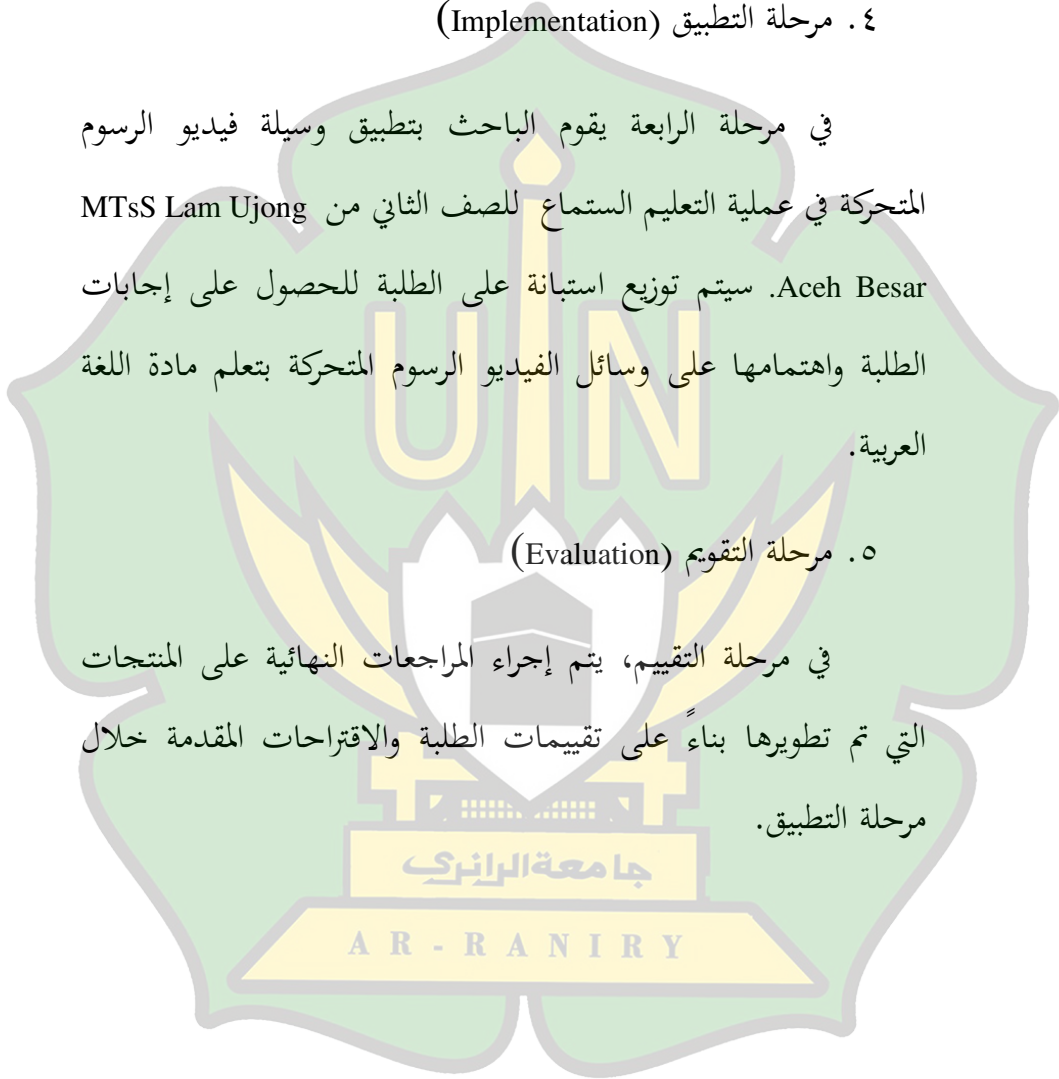 ٤. مرحلة التطبيق (Implementation)
في مرحلة الرابعة يقوم الباحث بتطبيق وسيلة فيديو الرسوم
المتحركة في عملية التعليم الستماع للصف الثاني من MTsS Lam Ujong
Aceh Besar. سيتم توزيع استبانة على الطلبة للحصول على إجابات
الطلبة واهتمامها على وسائل الفيديو الرسوم المتحركة بتعلم مادة اللغة
العربية.
٥. مرحلة التقويم (Evaluation)
في مرحلة التقييم، يتم إجراء المراجعات النهائية على المنتجات
التي تم تطويرها بناءً على تقييمات الطلبة والاقتراحات المقدمة خلال
مرحلة التطبيق.
UIN
جامعة الرانري
AR-RANIRY